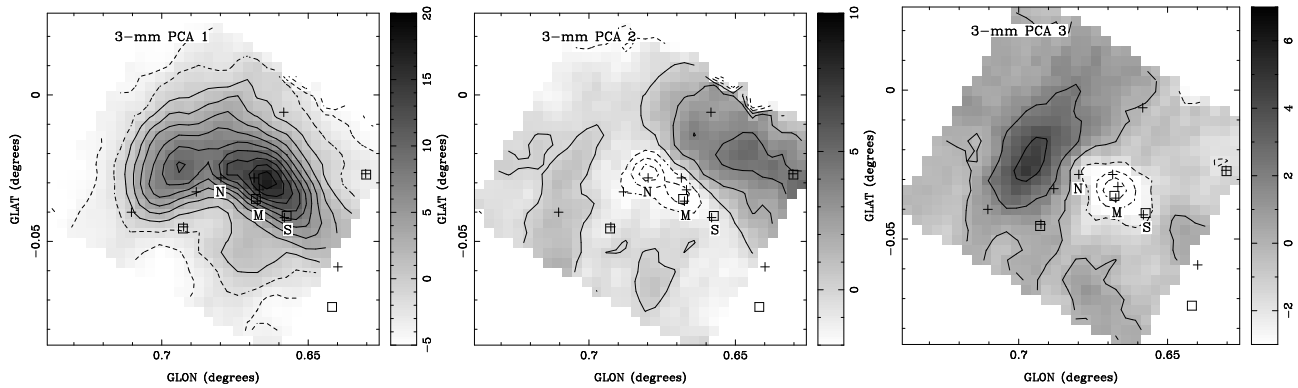 3-mm PCA 1
N
M
S
0
-0.05
GLAT (degrees)
0.7
0.65
GLON (degrees)
20
15
10
5
0
-5
3-mm PCA 2
N
M
S
0
-0.05
GLAT (degrees)
0.7
0.65
GLON (degrees)
10
5
0
3-mm PCA 3
N
M
S
0
-0.05
GLAT (degrees)
0.7
0.65
GLON (degrees)
6
4
2
0
-2